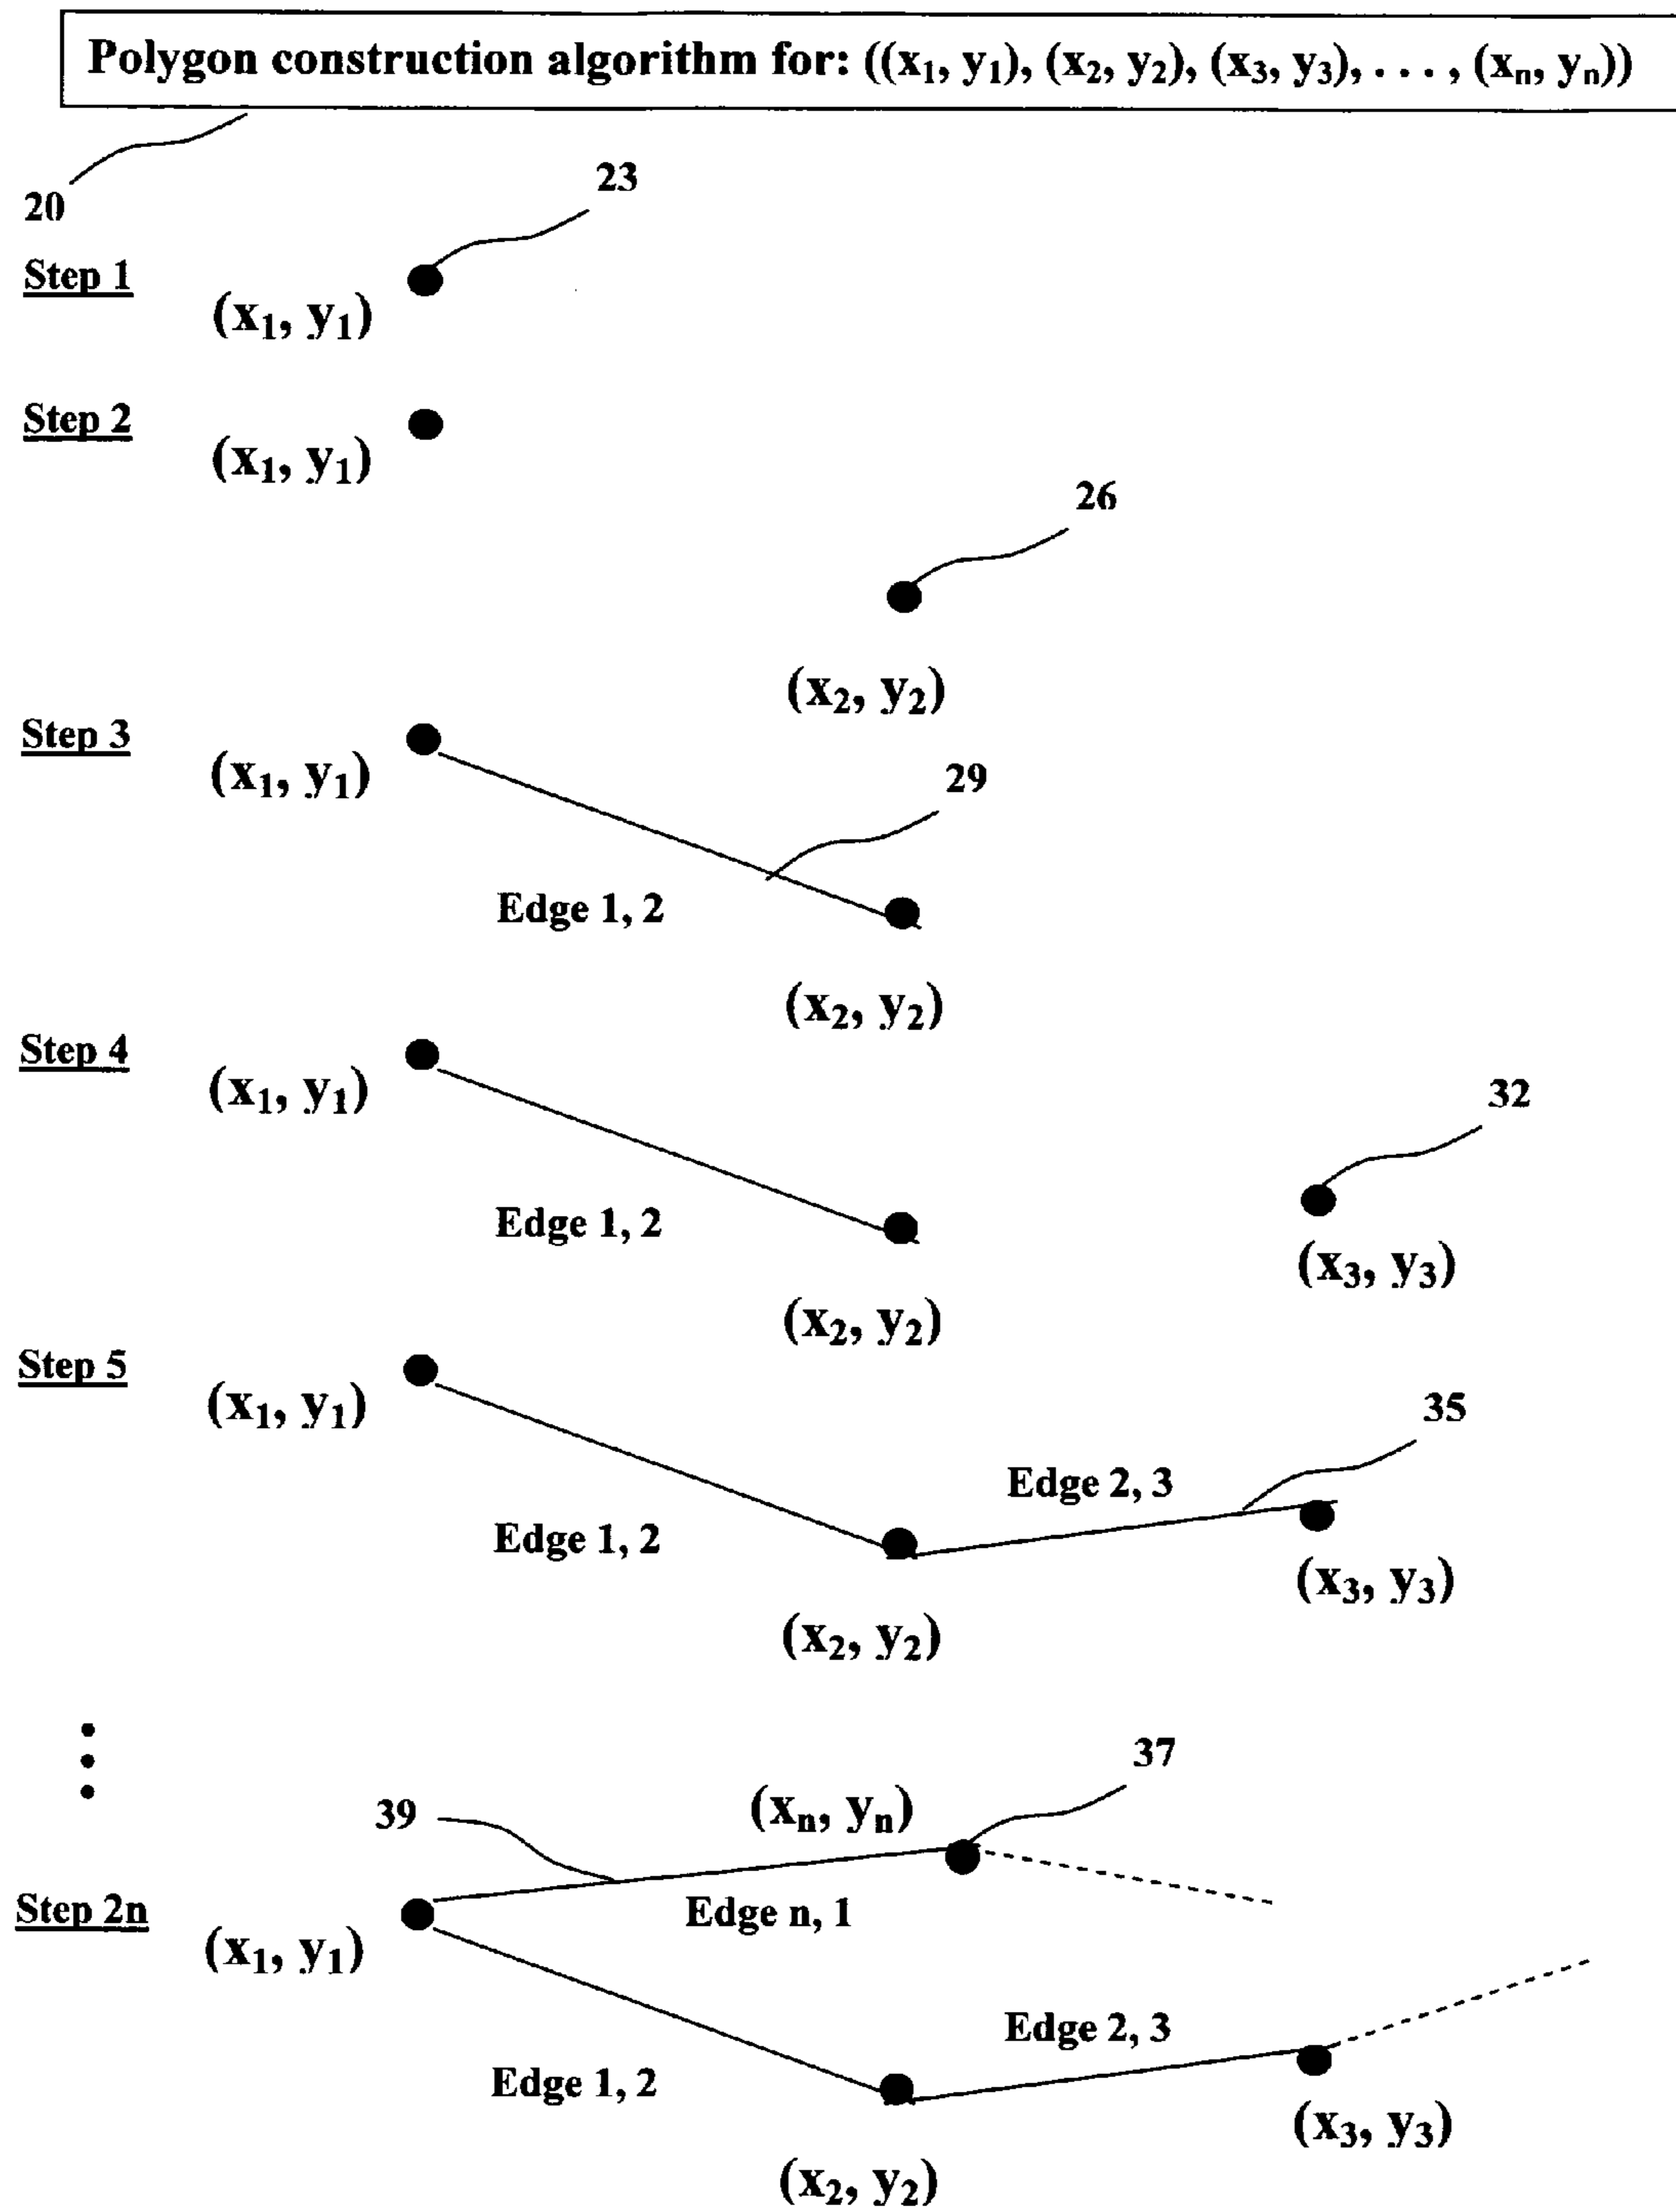 Polygon construction algorithm for: ((x₁, y₁), (x₂, y₂), (x₃, y₃), . . . , (xₙ, yₙ))
20
23
Step 1
(x₁, y₁)
Step 2
(x₁, y₁)
26
(x₂, y₂)
Step 3
(x₁, y₁)
29
Edge 1, 2
(x₂, y₂)
Step 4
(x₁, y₁)
32
Edge 1, 2
(x₃, y₃)
(x₂, y₂)
Step 5
(x₁, y₁)
35
Edge 2, 3
Edge 1, 2
(x₃, y₃)
(x₂, y₂)
37
39
(xₙ, yₙ)
Step 2n
Edge n, 1
(x₁, y₁)
Edge 2, 3
Edge 1, 2
(x₃, y₃)
(x₂, y₂)